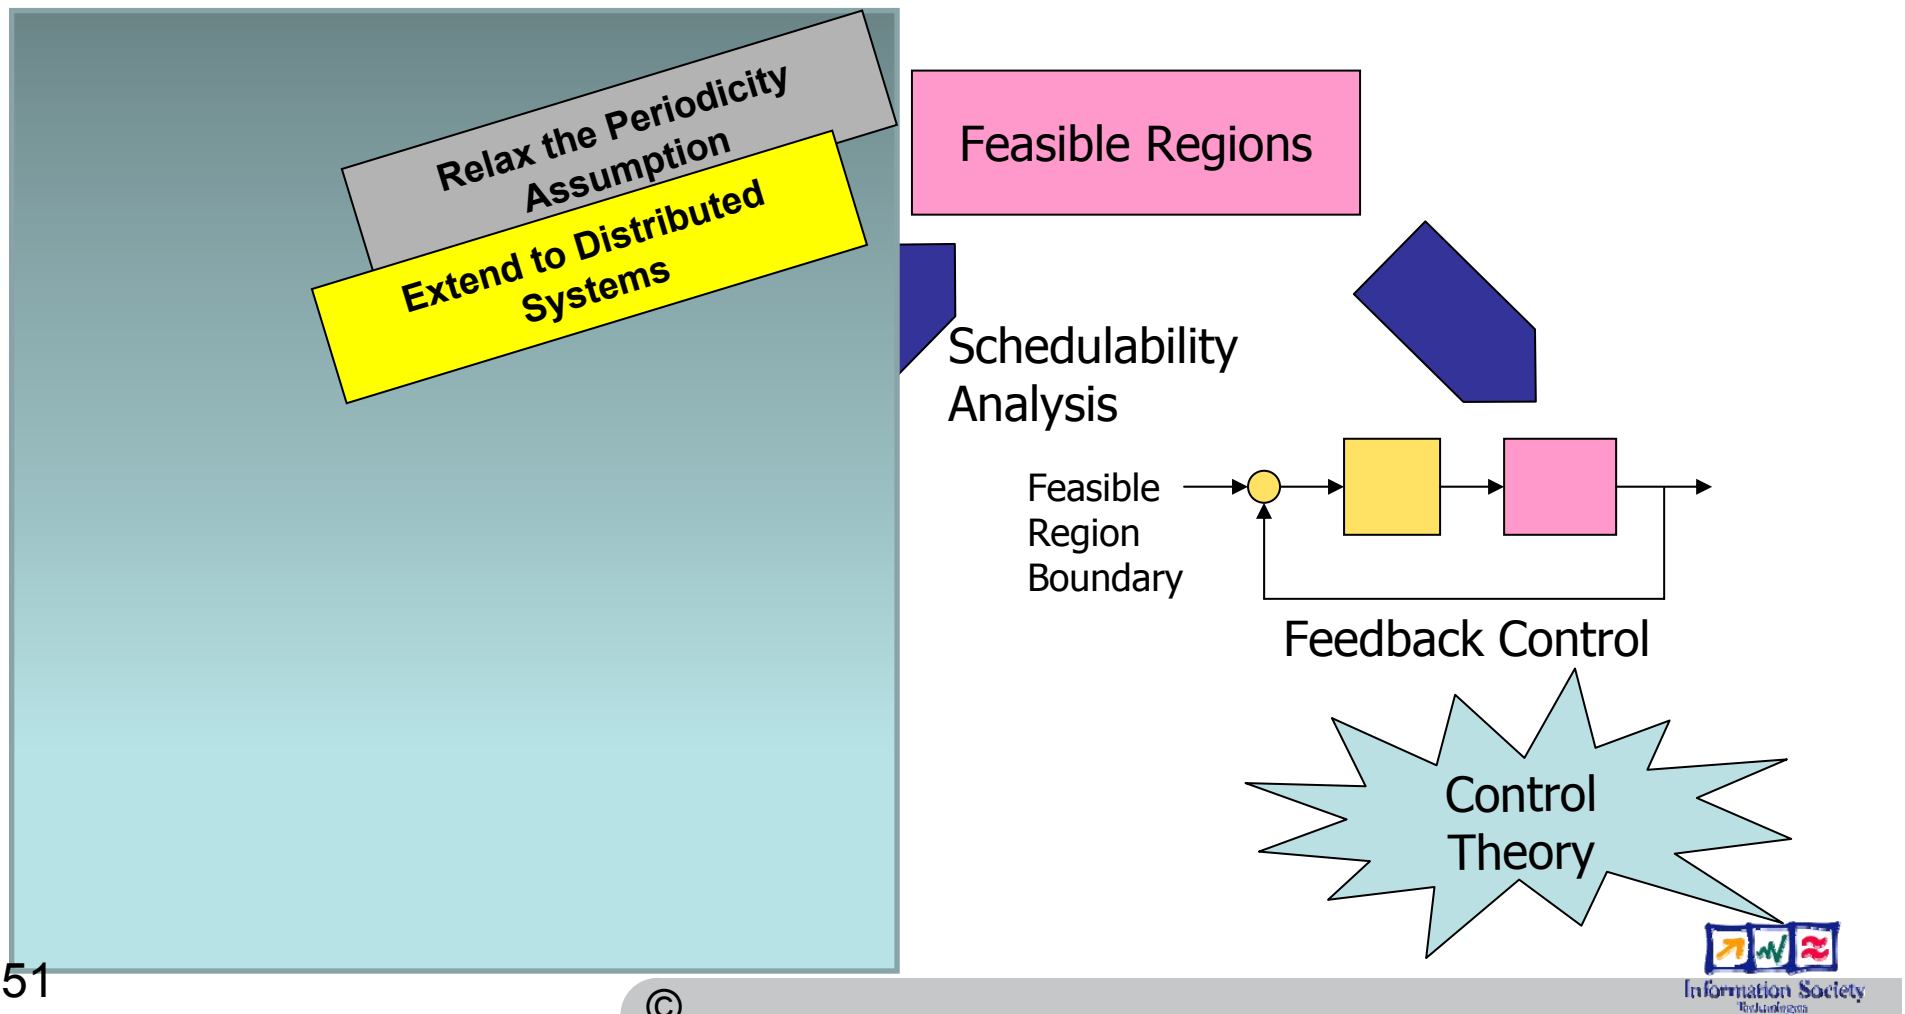 Relax the Periodicity
Assumption
Extend to Distributed
Systems
Feasible Regions
Schedulability
Analysis
Feasible
Region
Boundary
Feedback Control
Control
Theory
51
©
Information Society
Technologies